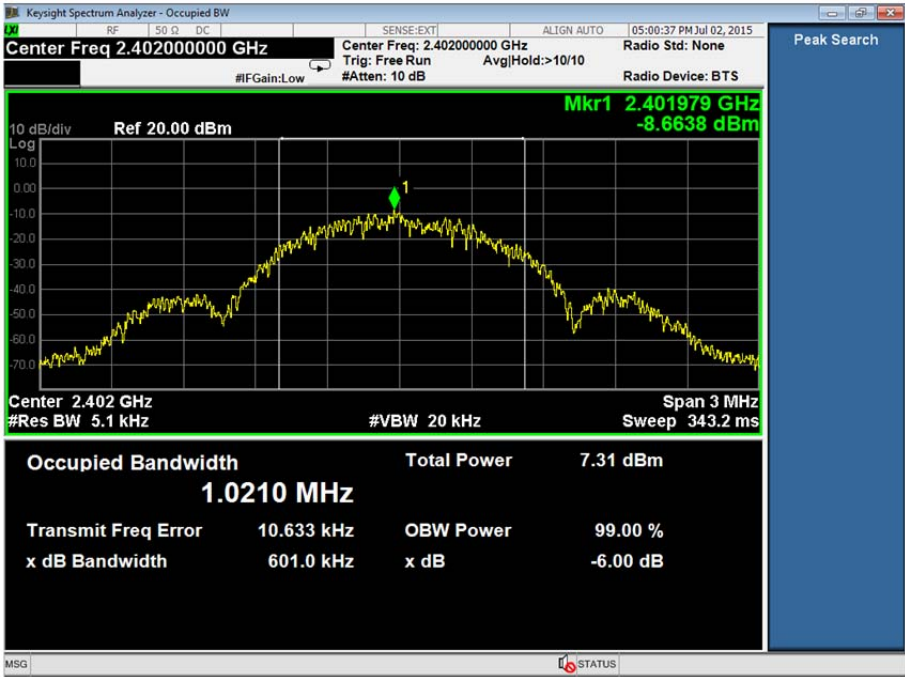 Keysight Spectrum Analyzer - Occupied BW
LXI RF 50 Ω DC SENSE:EXT ALIGN AUTO 05:00:37 PM Jul 02, 2015
Center Freq 2.402000000 GHz
Center Freq: 2.402000000 GHz
Radio Std: None
Trig: Free Run Avg|Hold:>10/10
#IFGain:Low
#Atten: 10 dB
Radio Device: BTS
Peak Search
Mkr1 2.401979 GHz
-8.6638 dBm
10 dB/div Ref 20.00 dBm
Log
10.0
0.00
-10.0
-20.0
-30.0
-40.0
-50.0
-60.0
-70.0
1
Center 2.402 GHz Span 3 MHz
#Res BW 5.1 kHz #VBW 20 kHz Sweep 343.2 ms
Occupied Bandwidth Total Power 7.31 dBm
1.0210 MHz
Transmit Freq Error 10.633 kHz OBW Power 99.00 %
x dB Bandwidth 601.0 kHz x dB -6.00 dB
MSG STATUS